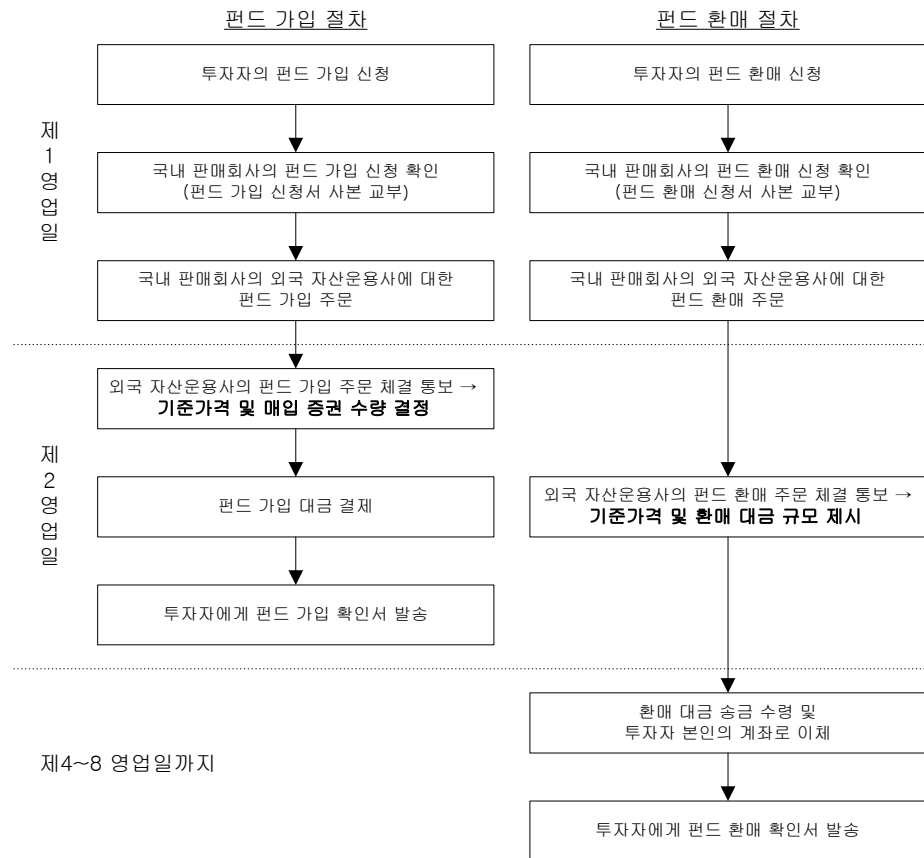 펀드 가입 절차
투자자의 펀드 가입 신청
국내 판매회사의 펀드 가입 신청 확인
(펀드 가입 신청서 사본 교부)
국내 판매회사의 외국 자산운용사에 대한
펀드 가입 주문
외국 자산운용사의 펀드 가입 주문 체결 통보 →
기준가격 및 매입 증권 수량 결정
펀드 가입 대금 결제
투자자에게 펀드 가입 확인서 발송
펀드 환매 절차
투자자의 펀드 환매 신청
국내 판매회사의 펀드 환매 신청 확인
(펀드 환매 신청서 사본 교부)
국내 판매회사의 외국 자산운용사에 대한
펀드 환매 주문
외국 자산운용사의 펀드 환매 주문 체결 통보 →
기준가격 및 환매 대금 규모 제시
환매 대금 송금 수령 및
투자자 본인의 계좌로 이체
투자자에게 펀드 환매 확인서 발송
제
1
영
업
일
제
2
영
업
일
제4~8 영업일까지